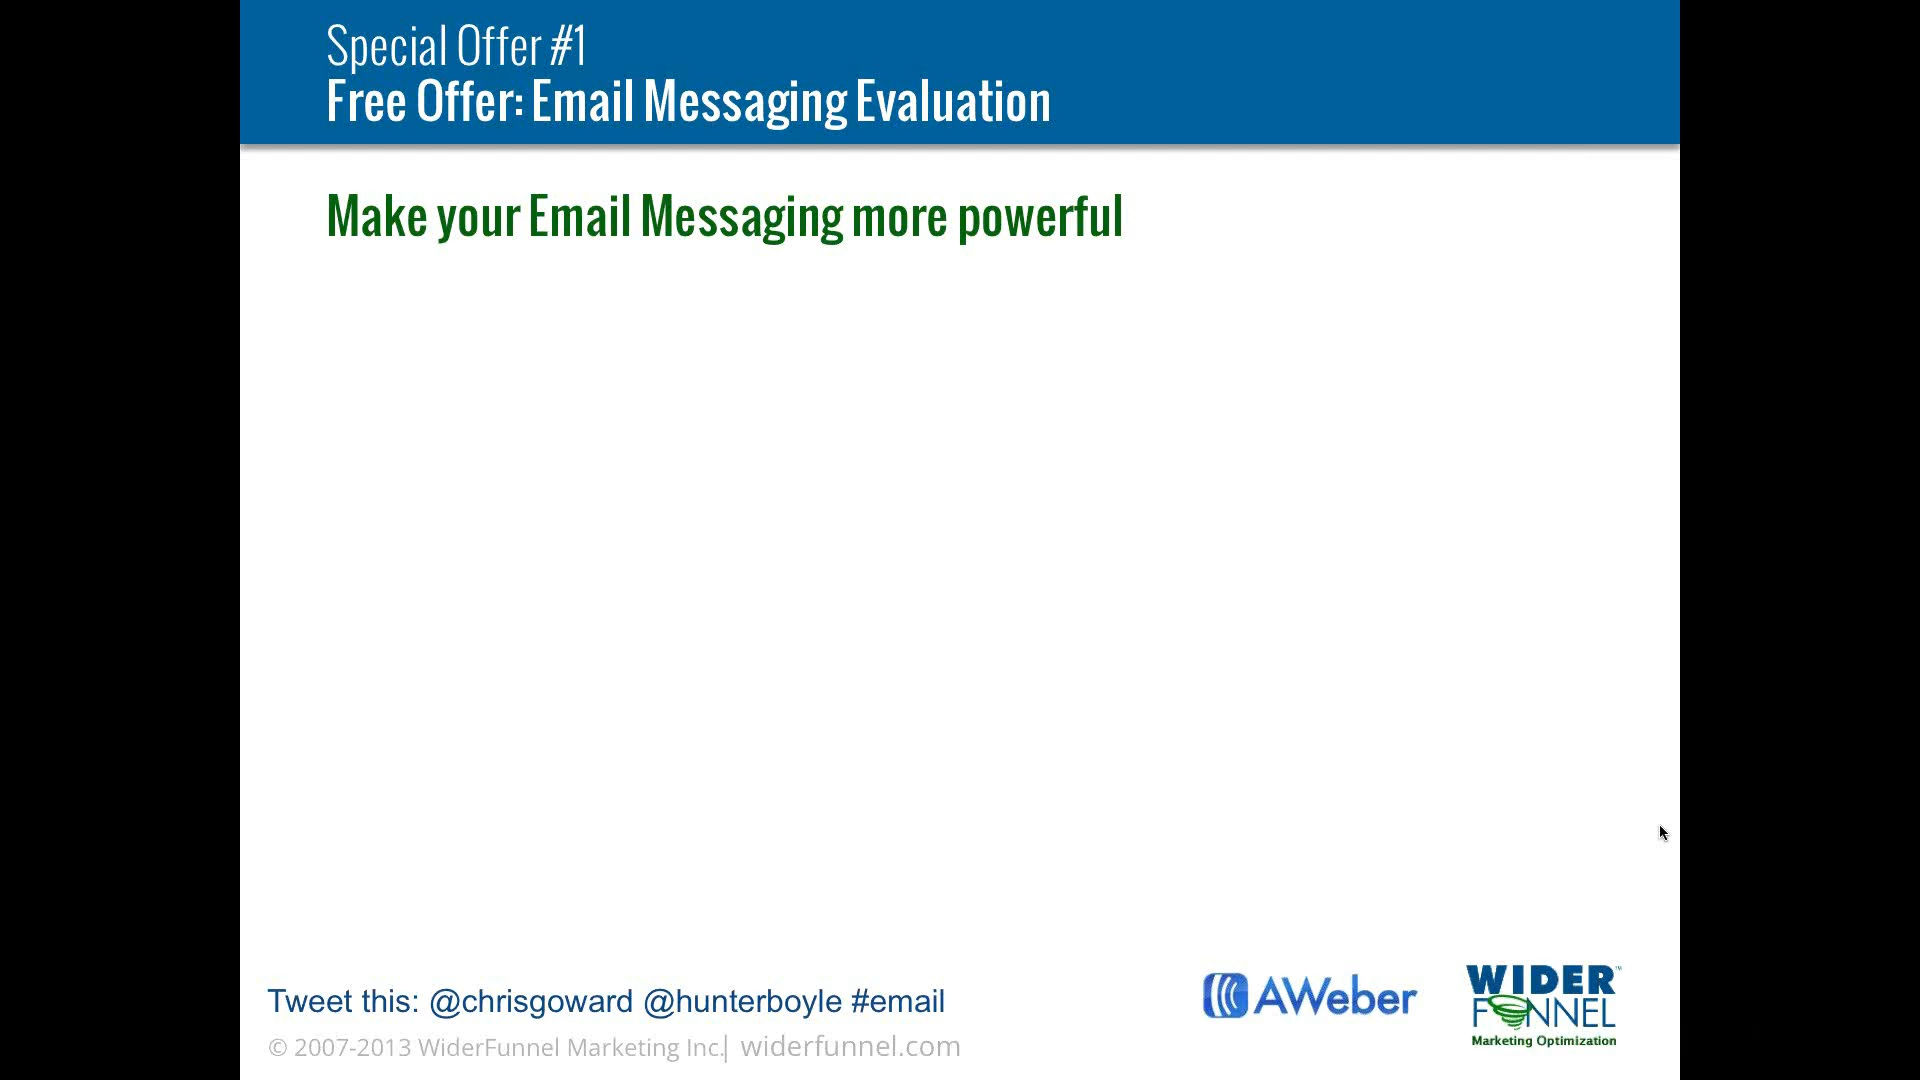 Special Offer #1
Free Offer: Email Messaging Evaluation
Make your Email Messaging more powerful
Tweet this: @chrisgoward @hunterboyle #email
© 2007-2013 WiderFunnel Marketing Inc.| widerfunnel.com
AWeber
WIDER™
FUNNEL
Marketing Optimization